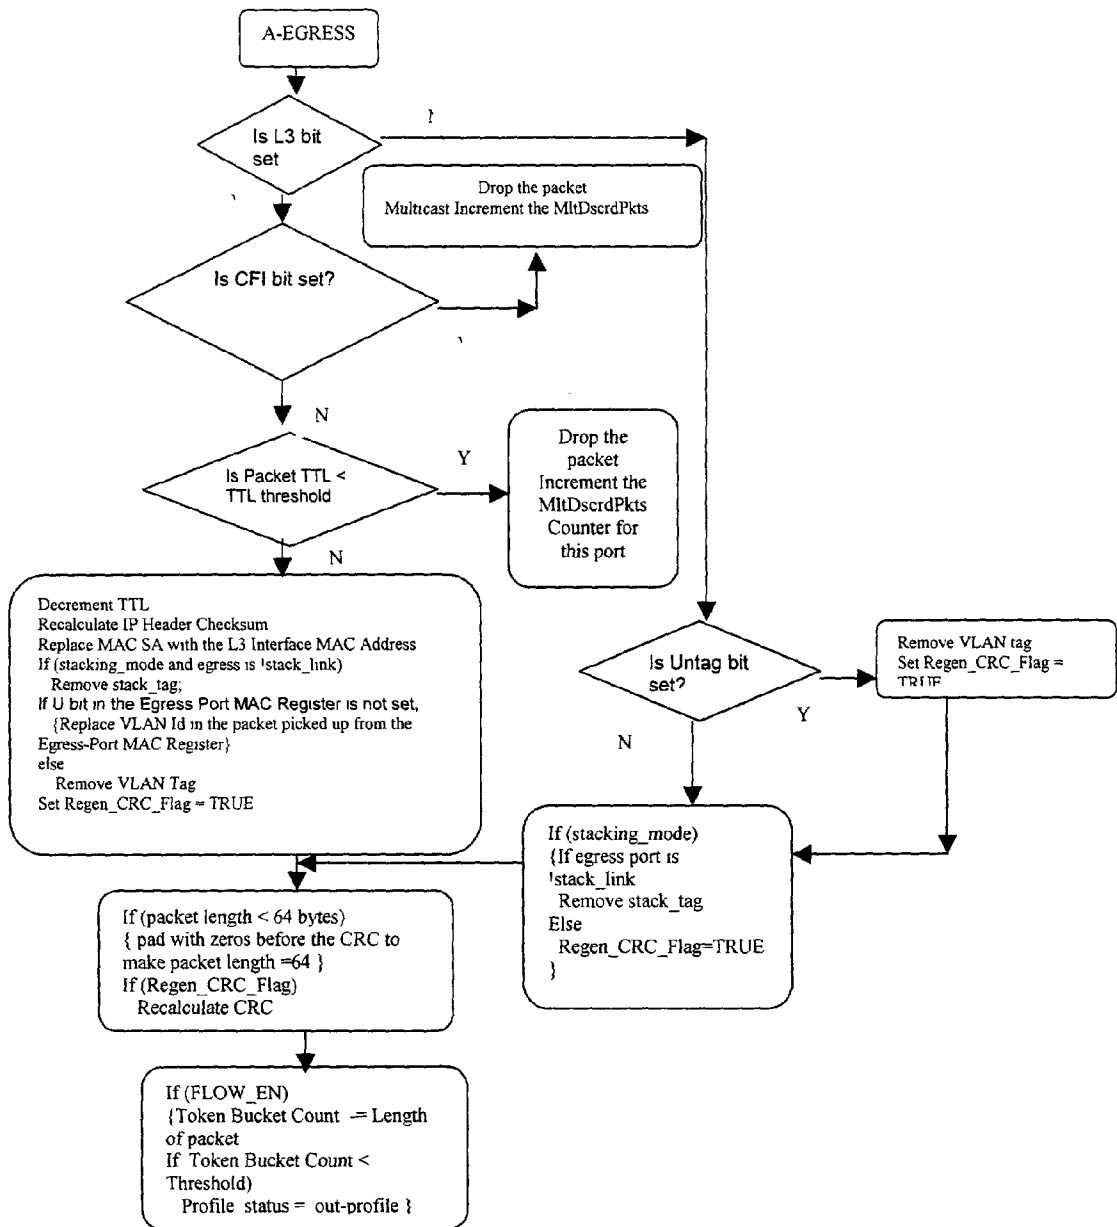 A-EGRESS
Is L3 bit
set
Drop the packet
Multicast Increment the MltDscrdPkts
Is CFI bit set?
N
Is Packet TTL <
TTL threshold
Y
Drop the
packet
Increment the
MltDscrdPkts
Counter for
this port
N
Decrement TTL
Recalculate IP Header Checksum
Replace MAC SA with the L3 Interface MAC Address
If (stacking_mode and egress is !stack_link)
Remove stack_tag;
If U bit in the Egress Port MAC Register is not set,
{Replace VLAN Id in the packet picked up from the
Egress-Port MAC Register}
else
Remove VLAN Tag
Set Regen_CRC_Flag = TRUE
Is Untag bit
set?
Y
Remove VLAN tag
Set Regen_CRC_Flag =
TRUE
N
If (stacking_mode)
{If egress port is
!stack_link
Remove stack_tag
Else
Regen_CRC_Flag=TRUE
}
If (packet length < 64 bytes)
{ pad with zeros before the CRC to
make packet length =64 }
If (Regen_CRC_Flag)
Recalculate CRC
If (FLOW_EN)
{Token Bucket Count -= Length
of packet
If Token Bucket Count <
Threshold)
Profile status = out-profile }